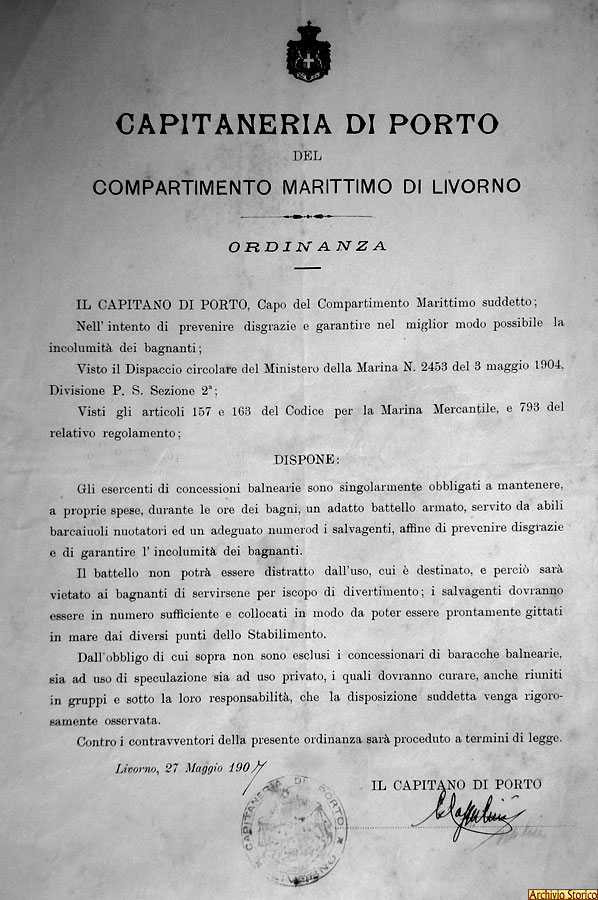 CAPITANERIA DI PORTO
DEL
COMPARTIMENTO MARITTIMO DI LIVORNO
ORDINANZA
IL CAPITANO DI PORTO, Capo del Compartimento Marittimo suddetto;
Nell' intento di prevenire disgrazie e garantire nel miglior modo possibile la
incolumità dei bagnanti;
Visto il Dispaccio circolare del Ministero della Marina N. 2453 del 3 maggio 1904,
Divisione P. S. Sezione 2ª;
Visti gli articoli 157 e 163 del Codice per la Marina Mercantile, e 793 del
relativo regolamento;
DISPONE:
Gli esercenti di concessioni balnearie sono singolarmente obbligati a mantenere,
a proprie spese, durante le ore dei bagni, un adatto battello armato, servito da abili
barcaiuoli nuotatori ed un adeguato numerod i salvagenti, affine di prevenire disgrazie
e di garantire l' incolumità dei bagnanti.
Il battello non potrà essere distratto dall'uso, cui è destinato, e perciò sarà
vietato ai bagnanti di servirsene per iscopo di divertimento; i salvagenti dovranno
essere in numero sufficiente e collocati in modo da poter essere prontamente gittati
in mare dai diversi punti dello Stabilimento.
Dall'obbligo di cui sopra non sono esclusi i concessionari di baracche balnearie,
sia ad uso di speculazione sia ad uso privato, i quali dovranno curare, anche riuniti
in gruppi e sotto la loro responsabilità, che la disposizione suddetta venga rigoro-
samente osservata.
Contro i contravventori della presente ordinanza sarà proceduto a termini di legge.
Livorno, 27 Maggio 1907
IL CAPITANO DI PORTO
CAPITANERIA DI PORTO
Archivio Storico